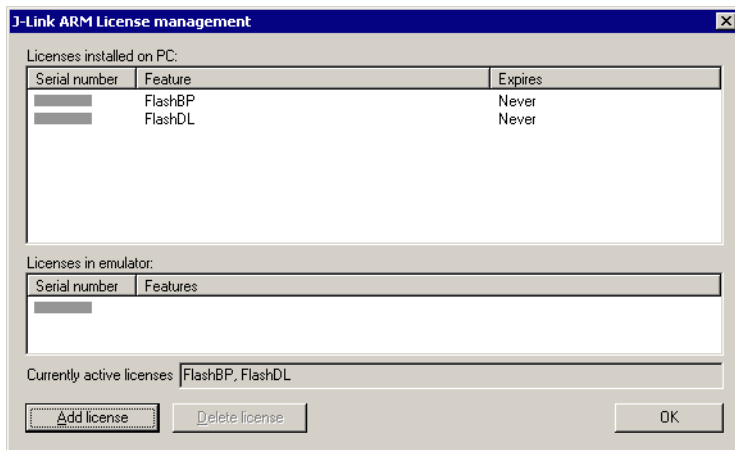 J-Link ARM License management
Licenses installed on PC:
Serial number Feature Expires
FlashBP Never
FlashDL Never
Licenses in emulator:
Serial number Features
Currently active licenses FlashBP, FlashDL
Add license Delete license OK